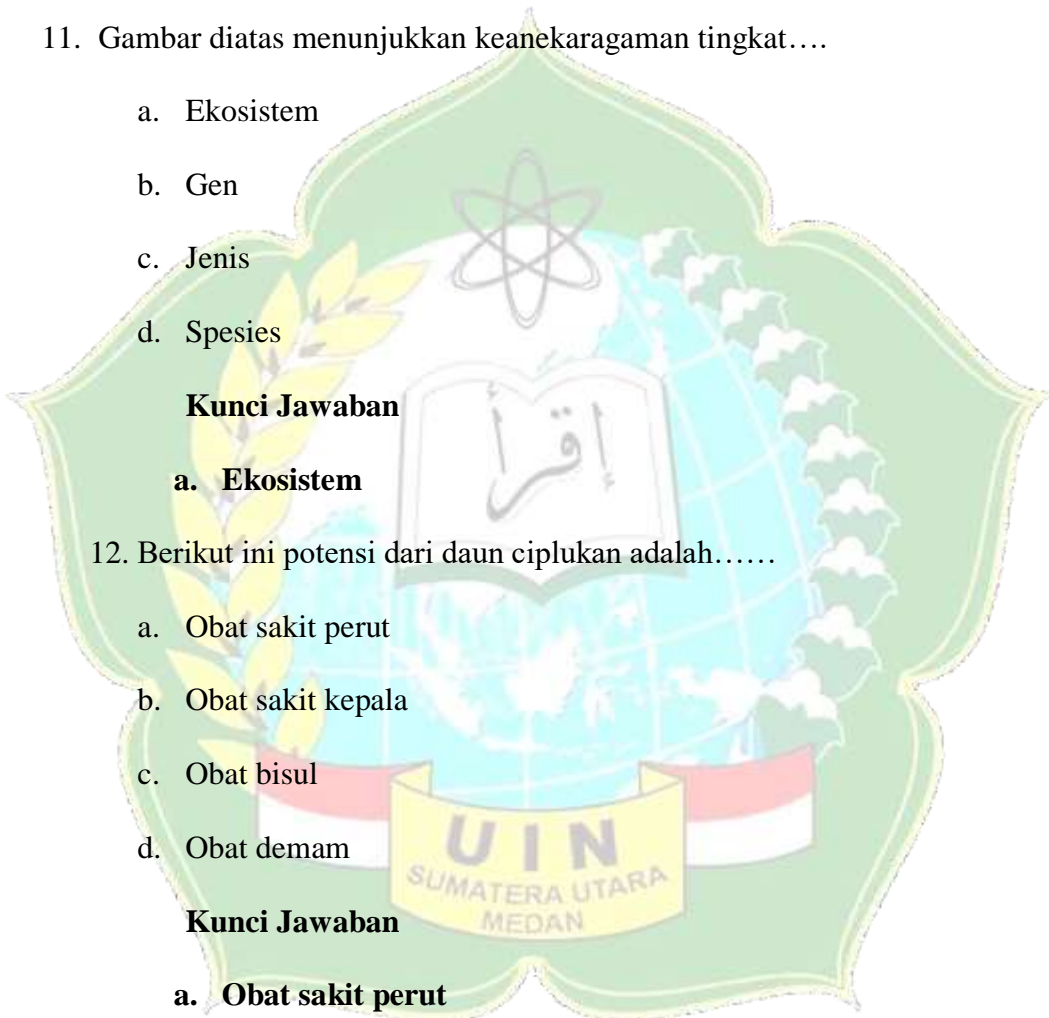 11. Gambar diatas menunjukkan keanekaragaman tingkat….
a. Ekosistem
b. Gen
c. Jenis
d. Spesies
Kunci Jawaban
a. Ekosistem
إقرأ
12. Berikut ini potensi dari daun ciplukan adalah……
a. Obat sakit perut
b. Obat sakit kepala
c. Obat bisul
d. Obat demam
UIN
SUMATERA UTARA
MEDAN
Kunci Jawaban
a. Obat sakit perut